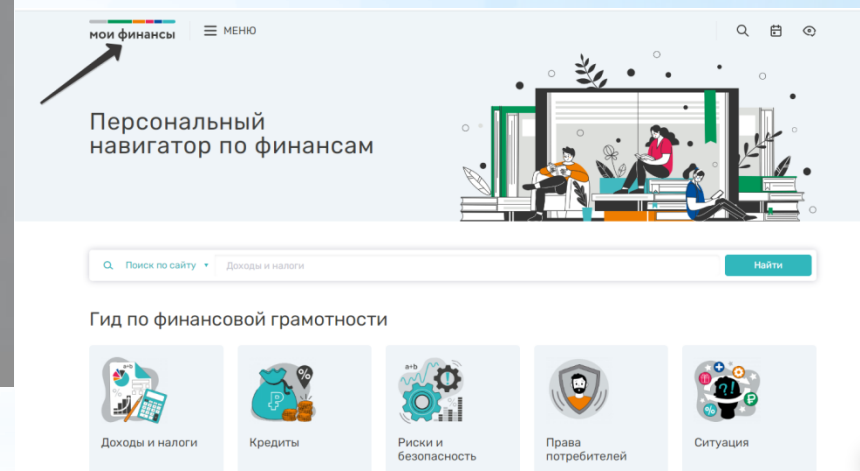 мои финансы
МЕНЮ
Персональный
навигатор по финансам
Поиск по сайту
Доходы и налоги
Найти
Гид по финансовой грамотности
a+b
%
₽
a+b
!
?!
₽
%
Доходы и налоги
Кредиты
Риски и
безопасность
Права
потребителей
Ситуация